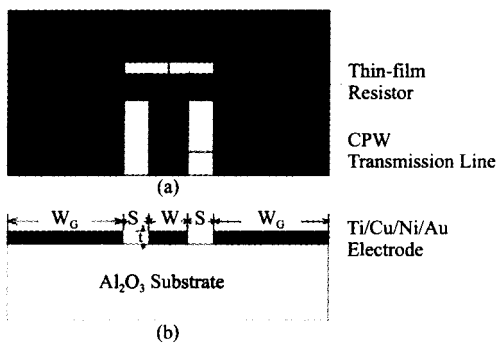 Thin-film
Resistor
CPW
Transmission Line
(a)
W_G S W S W_G
t
Ti/Cu/Ni/Au
Electrode
Al₂O₃ Substrate
(b)